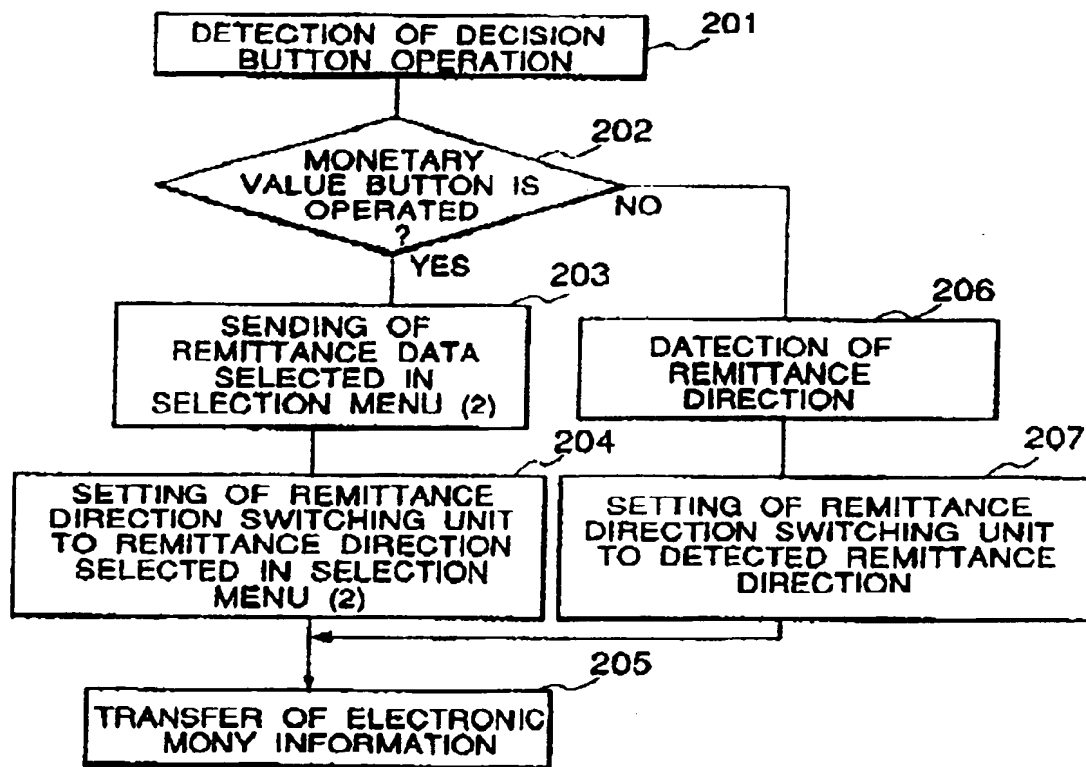 DETECTION OF DECISION
BUTTON OPERATION
201
202
MONETARY
VALUE BUTTON IS
OPERATED
?
NO
YES
203
SENDING OF
REMITTANCE DATA
SELECTED IN
SELECTION MENU (2)
206
DATECTION OF
REMITTANCE
DIRECTION
204
SETTING OF REMITTANCE
DIRECTION SWITCHING UNIT
TO REMITTANCE DIRECTION
SELECTED IN SELECTION
MENU (2)
207
SETTING OF REMITTANCE
DIRECTION SWITCHING UNIT
TO DETECTED REMITTANCE
DIRECTION
205
TRANSFER OF ELECTRONIC
MONY INFORMATION